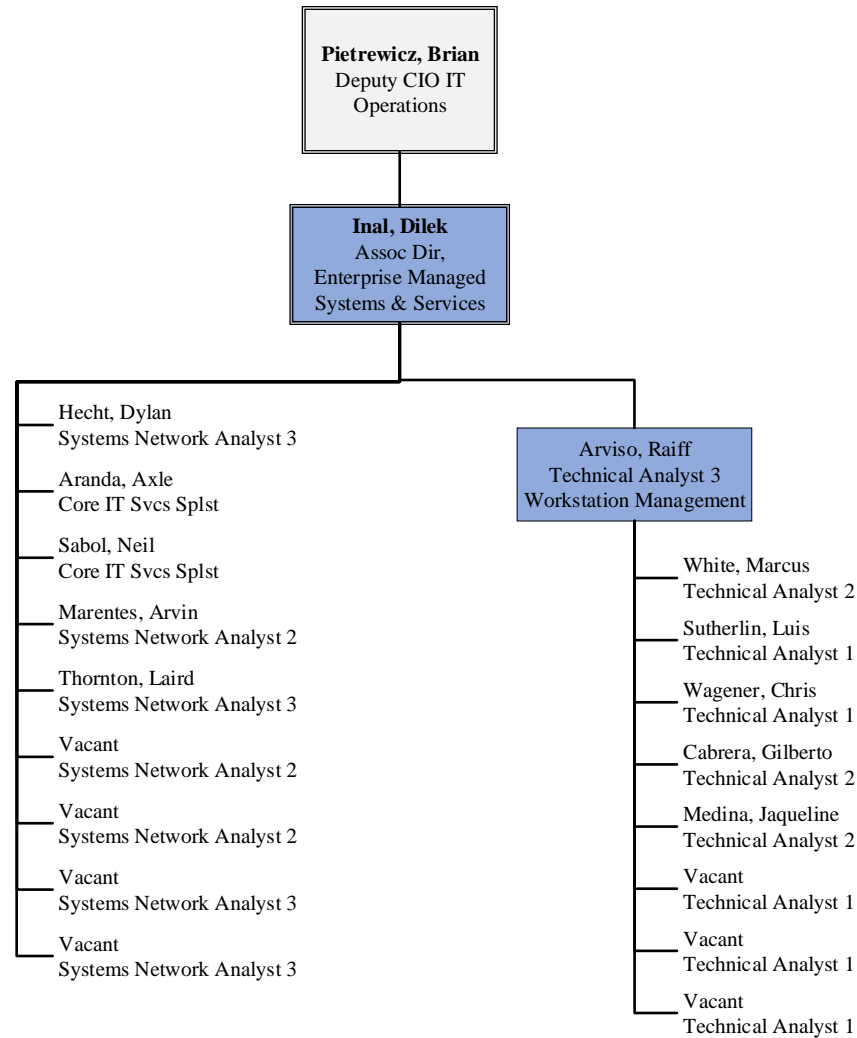 Pietrewicz, Brian
Deputy CIO IT
Operations
Inal, Dilek
Assoc Dir,
Enterprise Managed
Systems & Services
Hecht, Dylan
Systems Network Analyst 3
Aranda, Axle
Core IT Svcs Splst
Sabol, Neil
Core IT Svcs Splst
Marentes, Arvin
Systems Network Analyst 2
Thornton, Laird
Systems Network Analyst 3
Vacant
Systems Network Analyst 2
Vacant
Systems Network Analyst 2
Vacant
Systems Network Analyst 3
Vacant
Systems Network Analyst 3
Arviso, Raiff
Technical Analyst 3
Workstation Management
White, Marcus
Technical Analyst 2
Sutherlin, Luis
Technical Analyst 1
Wagener, Chris
Technical Analyst 1
Cabrera, Gilberto
Technical Analyst 2
Medina, Jaqueline
Technical Analyst 2
Vacant
Technical Analyst 1
Vacant
Technical Analyst 1
Vacant
Technical Analyst 1